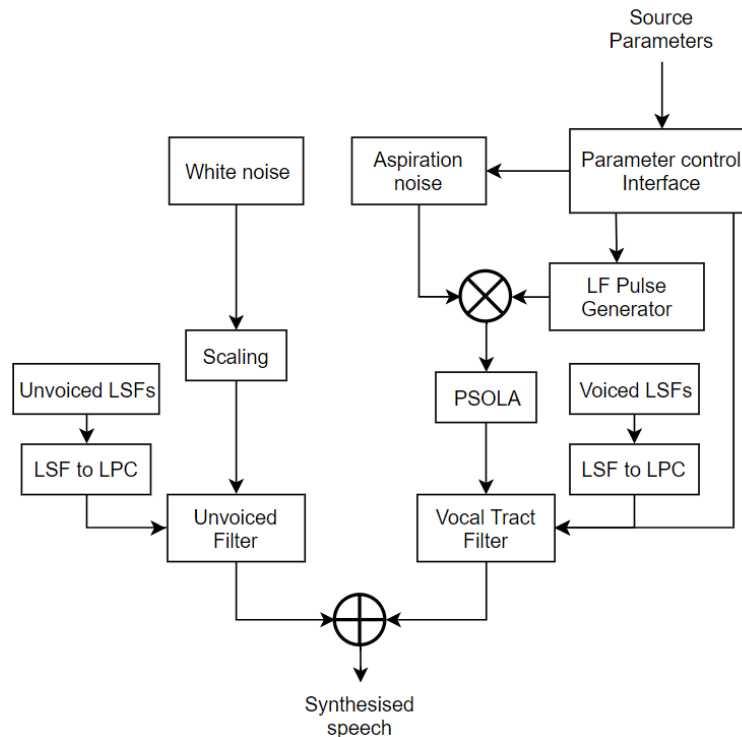 Source
Parameters
White noise
Aspiration
noise
Parameter control
Interface
LF Pulse
Generator
Scaling
Unvoiced LSFs
PSOLA
Voiced LSFs
LSF to LPC
LSF to LPC
Unvoiced
Filter
Vocal Tract
Filter
Synthesised
speech